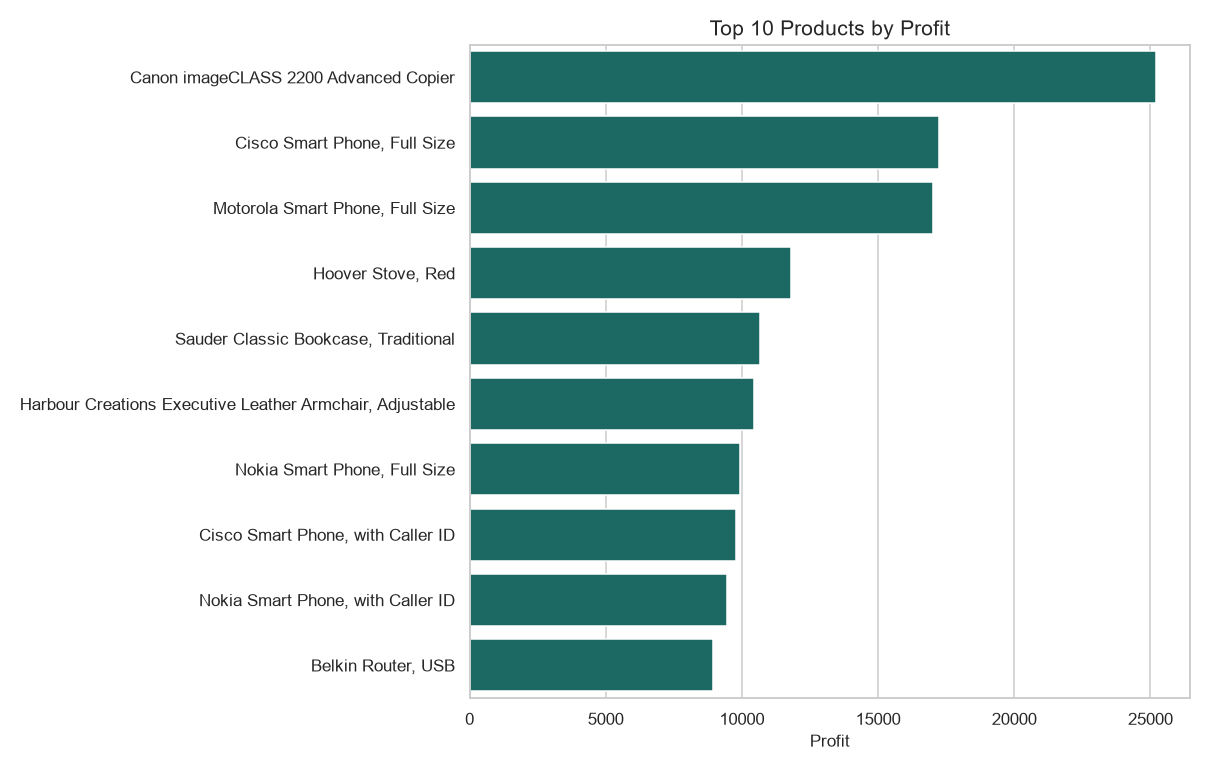 Top 10 Products by Profit
Canon imageCLASS 2200 Advanced Copier
Cisco Smart Phone, Full Size
Motorola Smart Phone, Full Size
Hoover Stove, Red
Sauder Classic Bookcase, Traditional
Harbour Creations Executive Leather Armchair, Adjustable
Nokia Smart Phone, Full Size
Cisco Smart Phone, with Caller ID
Nokia Smart Phone, with Caller ID
Belkin Router, USB
0 5000 10000 15000 20000 25000
Profit